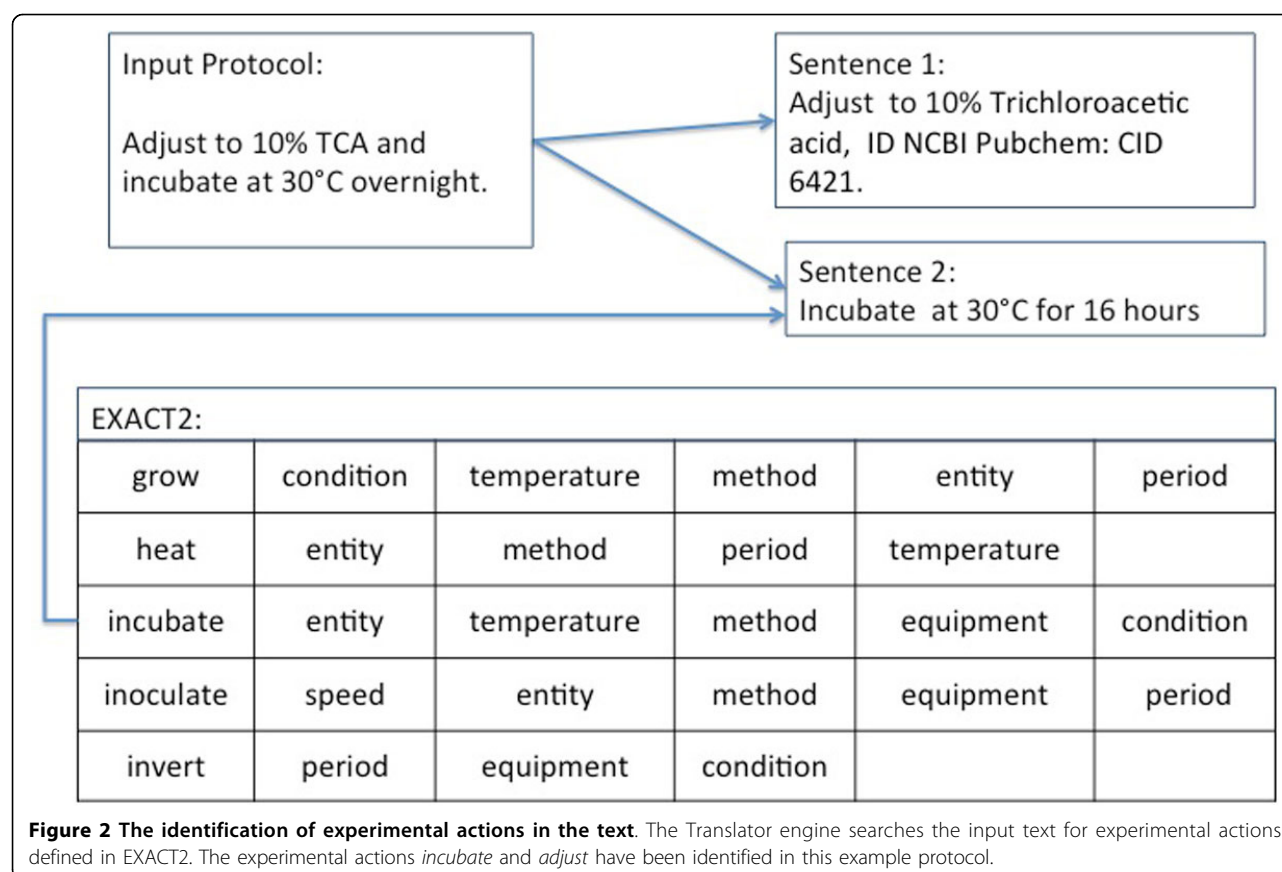 Input Protocol:
Adjust to 10% TCA and
incubate at 30°C overnight.
Sentence 1:
Adjust to 10% Trichloroacetic
acid, ID NCBI Pubchem: CID
6421.
Sentence 2:
Incubate at 30°C for 16 hours
EXACT2:
grow condition temperature method entity period
heat entity method period temperature
incubate entity temperature method equipment condition
inoculate speed entity method equipment period
invert period equipment condition
Figure 2 The identification of experimental actions in the text. The Translator engine searches the input text for experimental actions
defined in EXACT2. The experimental actions incubate and adjust have been identified in this example protocol.